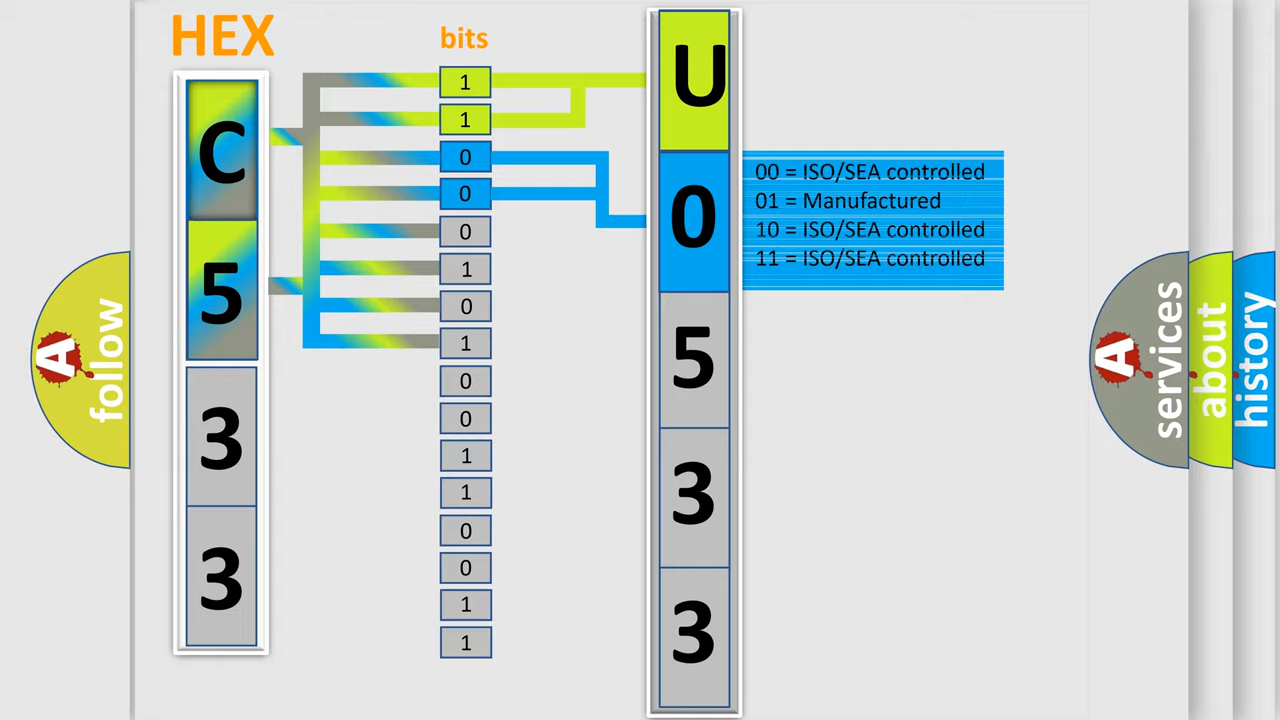 HEX
bits
C
5
3
3
1
1
0
0
0
1
0
1
0
0
1
1
0
0
1
1
U
0
5
3
3
00 = ISO/SEA controlled
01 = Manufactured
10 = ISO/SEA controlled
11 = ISO/SEA controlled
A
follow
A
services
about
history